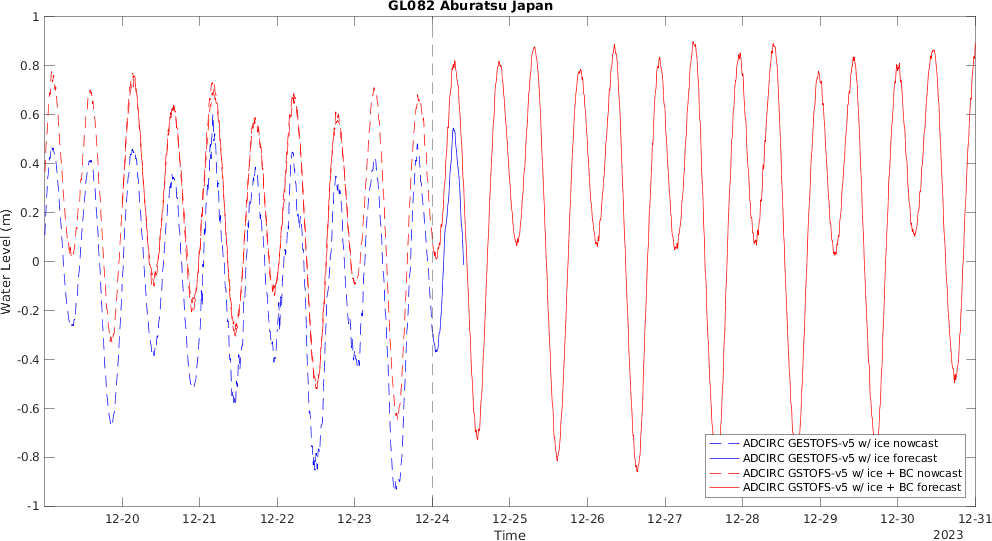 GL082 Aburatsu Japan
Water Level (m)
1
0.8
0.6
0.4
0.2
0
-0.2
-0.4
-0.6
-0.8
-1
ADCIRC GESTOFS-v5 w/ ice nowcast
ADCIRC GESTOFS-v5 w/ ice forecast
ADCIRC GSTOFS-v5 w/ ice + BC nowcast
ADCIRC GSTOFS-v5 w/ ice + BC forecast
12-20 12-21 12-22 12-23 12-24 12-25 12-26 12-27 12-28 12-29 12-30 12-31
Time
2023